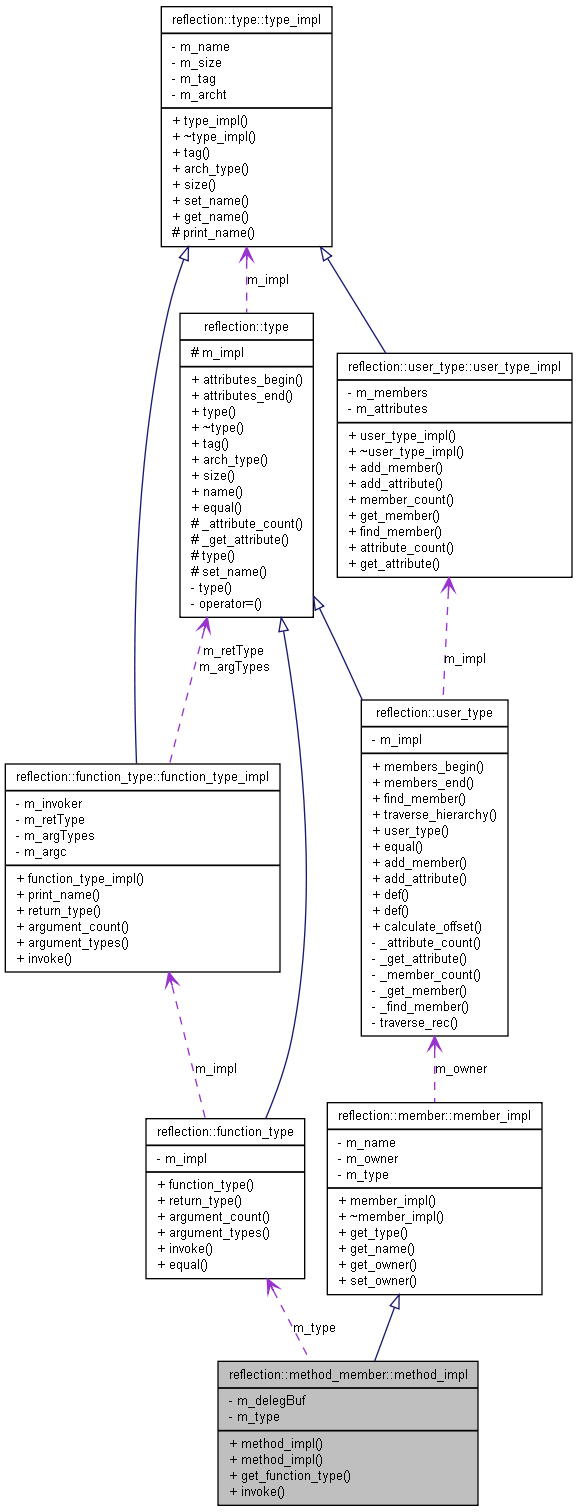 reflection::type::type_impl
- m_name
- m_size
- m_tag
- m_archt
+ type_impl()
+ ~type_impl()
+ tag()
+ arch_type()
+ size()
+ set_name()
+ get_name()
# print_name()
m_impl
reflection::type
# m_impl
+ attributes_begin()
+ attributes_end()
+ type()
+ ~type()
+ tag()
+ arch_type()
+ size()
+ name()
+ equal()
# _attribute_count()
# _get_attribute()
# type()
# set_name()
- type()
- operator=()
reflection::user_type::user_type_impl
- m_members
- m_attributes
+ user_type_impl()
+ ~user_type_impl()
+ add_member()
+ add_attribute()
+ member_count()
+ get_member()
+ find_member()
+ attribute_count()
+ get_attribute()
m_retType
m_argTypes
m_impl
reflection::user_type
- m_impl
+ members_begin()
+ members_end()
+ find_member()
+ traverse_hierarchy()
+ user_type()
+ equal()
+ add_member()
+ add_attribute()
+ def()
+ def()
+ calculate_offset()
- _attribute_count()
- _get_attribute()
- _member_count()
- _get_member()
- _find_member()
- traverse_rec()
reflection::function_type::function_type_impl
- m_invoker
- m_retType
- m_argTypes
- m_argc
+ function_type_impl()
+ print_name()
+ return_type()
+ argument_count()
+ argument_types()
+ invoke()
m_impl
m_owner
reflection::function_type
- m_impl
+ function_type()
+ return_type()
+ argument_count()
+ argument_types()
+ invoke()
+ equal()
reflection::member::member_impl
- m_name
- m_owner
- m_type
+ member_impl()
+ ~member_impl()
+ get_type()
+ get_name()
+ get_owner()
+ set_owner()
m_type
reflection::method_member::method_impl
- m_delegBuf
- m_type
+ method_impl()
+ method_impl()
+ get_function_type()
+ invoke()